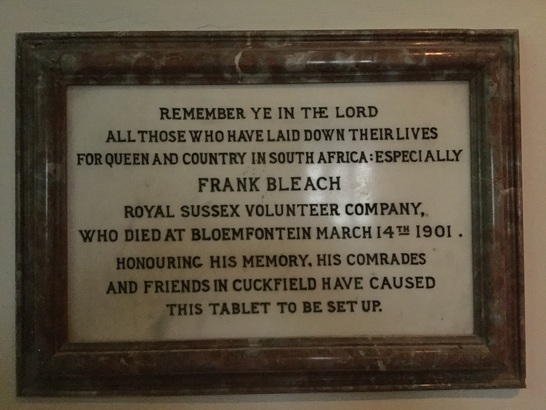 REMEMBER YE IN THE LORD
ALL THOSE WHO HAVE LAID DOWN THEIR LIVES
FOR QUEEN AND COUNTRY IN SOUTH AFRICA: ESPECIALLY
FRANK BLEACH
ROYAL SUSSEX VOLUNTEER COMPANY,
WHO DIED AT BLOEMFONTEIN MARCH 14TH 1901.
HONOURING HIS MEMORY, HIS COMRADES
AND FRIENDS IN CUCKFIELD HAVE CAUSED
THIS TABLET TO BE SET UP.